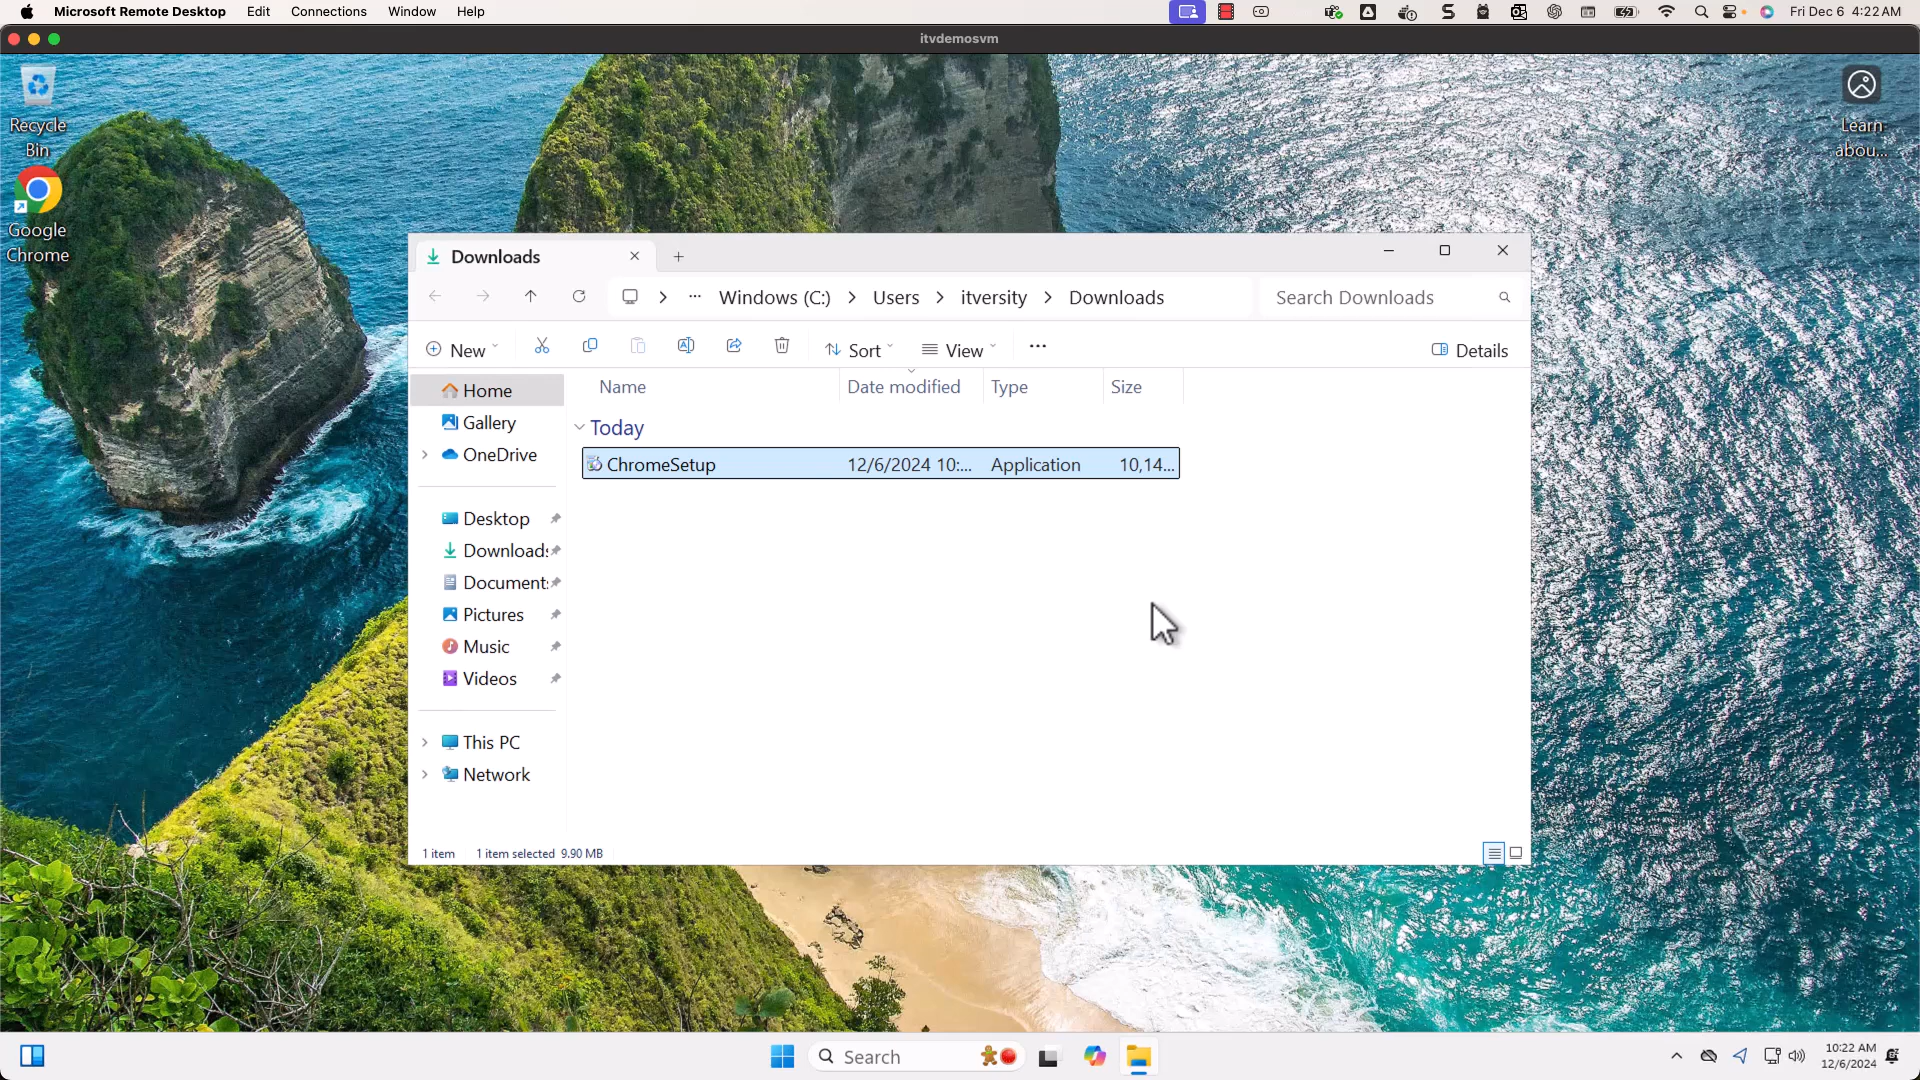 Microsoft Remote Desktop Edit Connections Window Help Fri Dec 6 4:22 AM
itvdemosvm
Recycle
Bin
Google
Chrome
Learn
abou...
Downloads
Windows (C:) Users itversity Downloads Search Downloads
New Sort View Details
Name Date modified Type Size
Today
ChromeSetup 12/6/2024 10:... Application 10,14...
Home
Gallery
OneDrive
Desktop
Downloads
Document:
Pictures
Music
Videos
This PC
Network
1 item 1 item selected 9.90 MB
Search
10:22 AM
12/6/2024